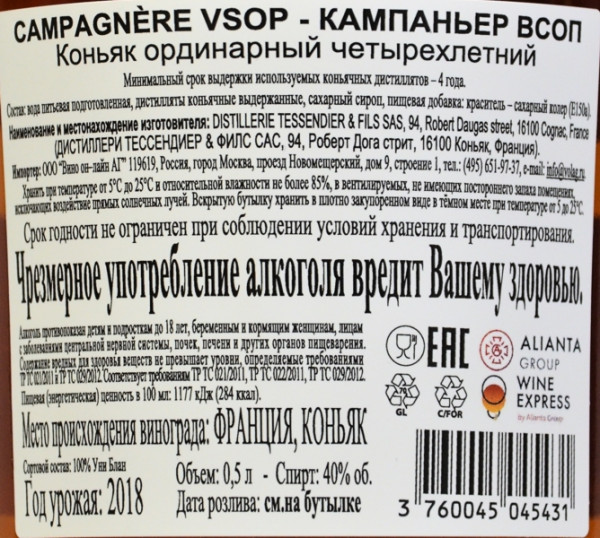 CAMPAGNÈRE VSOP - КАМПАНЬЕР ВСОП
Коньяк ординарный четырехлетний
Минимальный срок выдержки используемых коньячных дистиллятов – 4 года.
Состав: вода питьевая подготовленная, дистилляты коньячные выдержанные, сахарный сироп, пищевая добавка: краситель – сахарный колер (Е150а).
Наименование и местонахождение изготовителя: DISTILLERIE TESSENDIER & FILS SAS, 94, Robert Daugas street, 16100 Cognac, France
(ДИСТИЛЛЕРИ ТЕССЕНДИЕР & ФИЛС САС, 94, Роберт Дога стрит, 16100 Коньяк, Франция).
Импортер: ООО "Вино он-лайн АГ" 119619, Россия, город Москва, проезд Новомещерский, дом 9, строение 1, тел.: (495) 651-97-37, e-mail: info@volag.ru
Хранить при температуре от 5°С до 25°С и относительной влажности не более 85%, в вентилируемых, не имеющих постороннего запаха помещениях,
исключающих воздействие прямых солнечных лучей. Вскрытую бутылку хранить в плотно закупоренном виде в тёмном месте при температуре от 5 до 25°С.
Срок годности не ограничен при соблюдении условий хранения и транспортирования.
Чрезмерное употребление алкоголя вредит Вашему здоровью.
Алкоголь противопоказан детям и подросткам до 18 лет, беременным и кормящим женщинам, лицам
с заболеваниями центральной нервной системы, почек, печени и других органов пищеварения.
Содержание вредных для здоровья веществ не превышает уровни, определяемые требованиями
ТР ТС 021/2011 и ТР ТС 029/2012. Соответствует требованиям ТР ТС 021/2011, ТР ТС 022/2011, ТР ТС 029/2012.
Пищевая (энергетическая) ценность в 100 мл: 1177 кДж (284 ккал).
EAC
ALIANTA
GROUP
70
GL
C/FOR
WINE
EXPRESS
by Alianta Group
Место происхождения винограда: ФРАНЦИЯ, КОНЬЯК
Сортовой состав: 100% Уни Блан
Год урожая: 2018
Объем: 0,5 л - Спирт: 40% об.
Дата розлива: см.на бутылке
3 760045 045431